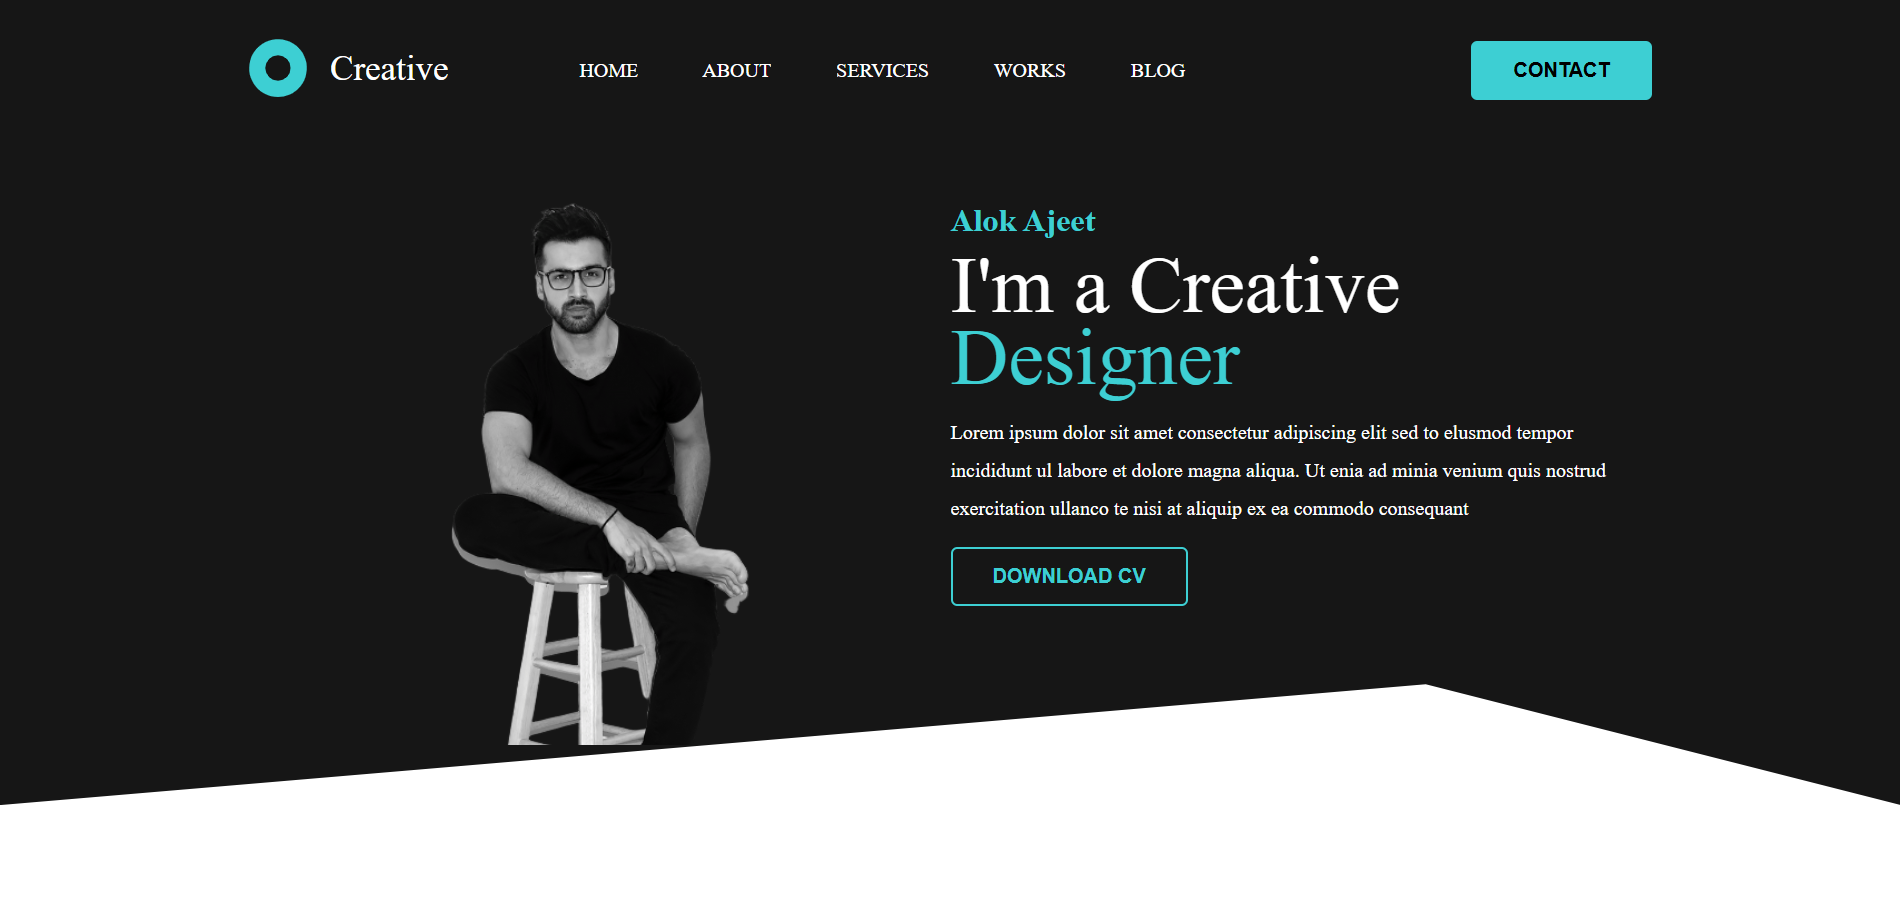 Creative HOME ABOUT SERVICES WORKS BLOG CONTACT
Alok Ajeet
I'm a Creative
Designer
Lorem ipsum dolor sit amet consectetur adipiscing elit sed to elusmod tempor
incididunt ul labore et dolore magna aliqua. Ut enia ad minia venium quis nostrud
exercitation ullanco te nisi at aliquip ex ea commodo consequant
DOWNLOAD CV